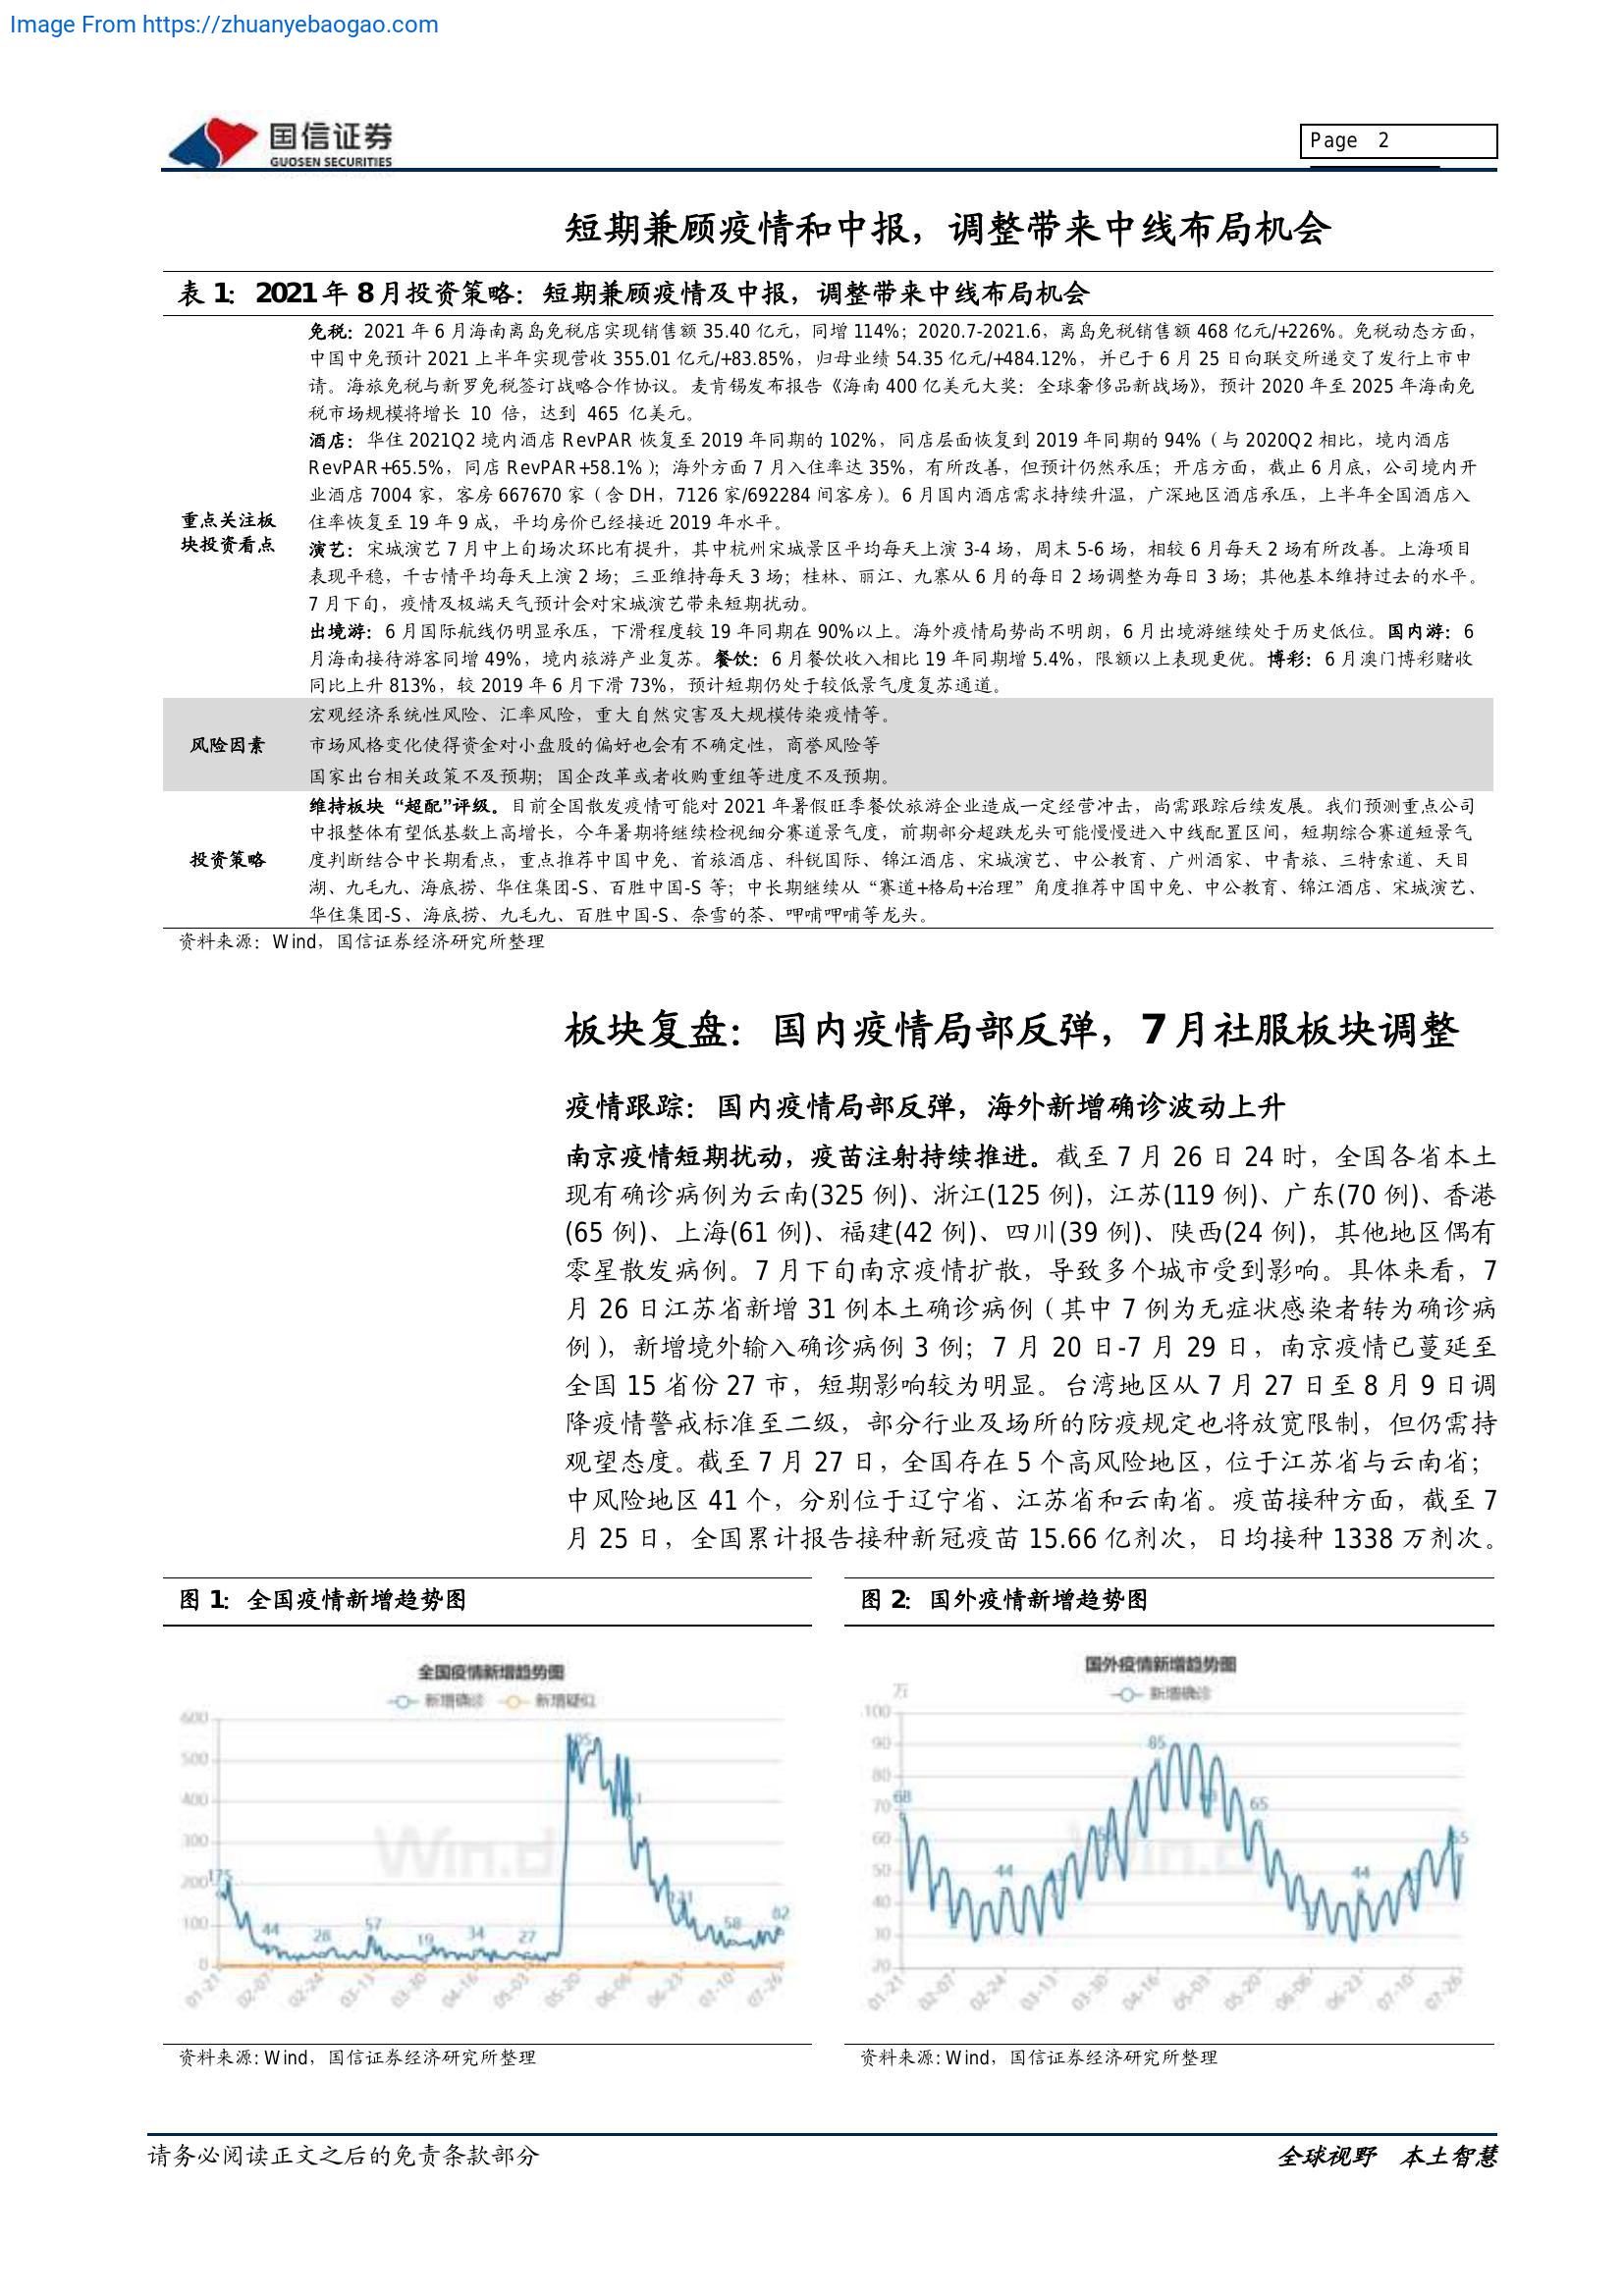 Image From https://zhuanyebaogao.com
国信证券
GUOSEN SECURITIES
Page 2
短期兼顾疫情和中报，调整带来中线布局机会
表 1：2021 年 8 月投资策略：短期兼顾疫情及中报，调整带来中线布局机会
重点关注板
块投资看点
免税：2021 年 6 月海南离岛免税店实现销售额 35.40 亿元，同增 114%；2020.7-2021.6，离岛免税销售额 468 亿元/+226%。免税动态方面，
中国中免预计 2021 上半年实现营收 355.01 亿元/+83.85%，归母业绩 54.35 亿元/+484.12%，并已于 6 月 25 日向联交所递交了发行上市申
请。海旅免税与新罗免税签订战略合作协议。麦肯锡发布报告《海南 400 亿美元大奖：全球奢侈品新战场》，预计 2020 年至 2025 年海南免
税市场规模将增长 10 倍，达到 465 亿美元。
酒店：华住 2021Q2 境内酒店 RevPAR 恢复至 2019 年同期的 102%，同店层面恢复到 2019 年同期的 94%（与 2020Q2 相比，境内酒店
RevPAR+65.5%，同店 RevPAR+58.1%）；海外方面 7 月入住率达 35%，有所改善，但预计仍然承压；开店方面，截止 6 月底，公司境内开
业酒店 7004 家，客房 667670 家（含 DH，7126 家/692284 间客房）。6 月国内酒店需求持续升温，广深地区酒店承压，上半年全国酒店入
住率恢复至 19 年 9 成，平均房价已经接近 2019 年水平。
演艺：宋城演艺 7 月中上旬场次环比有提升，其中杭州宋城景区平均每天上演 3-4 场，周末 5-6 场，相较 6 月每天 2 场有所改善。上海项目
表现平稳，千古情平均每天上演 2 场；三亚维持每天 3 场；桂林、丽江、九寨从 6 月的每日 2 场调整为每日 3 场；其他基本维持过去的水平。
7 月下旬，疫情及极端天气预计会对宋城演艺带来短期扰动。
出境游：6 月国际航线仍明显承压，下滑程度较 19 年同期在 90%以上。海外疫情局势尚不明朗，6 月出境游继续处于历史低位。国内游：6
月海南接待游客同增 49%，境内旅游产业复苏。餐饮：6 月餐饮收入相比 19 年同期增 5.4%，限额以上表现更优。博彩：6 月澳门博彩赌收
同比上升 813%，较 2019 年 6 月下滑 73%，预计短期仍处于较低景气度复苏通道。
风险因素
宏观经济系统性风险、汇率风险，重大自然灾害及大规模传染疫情等。
市场风格变化使得资金对小盘股的偏好也会有不确定性，商誉风险等
国家出台相关政策不及预期；国企改革或者收购重组等进度不及预期。
投资策略
维持板块“超配”评级。目前全国散发疫情可能对 2021 年暑假旺季餐饮旅游企业造成一定经营冲击，尚需跟踪后续发展。我们预测重点公司
中报整体有望低基数上高增长，今年暑期将继续检视细分赛道景气度，前期部分超跌龙头可能慢慢进入中线配置区间，短期综合赛道短景气
度判断结合中长期看点，重点推荐中国中免、首旅酒店、科锐国际、锦江酒店、宋城演艺、中公教育、广州酒家、中青旅、三特索道、天目
湖、九毛九、海底捞、华住集团-S、百胜中国-S 等；中长期继续从“赛道+格局+治理”角度推荐中国中免、中公教育、锦江酒店、宋城演艺、
华住集团-S、海底捞、九毛九、百胜中国-S、奈雪的茶、呷哺呷哺等龙头。
资料来源：Wind，国信证券经济研究所整理
板块复盘：国内疫情局部反弹，7 月社服板块调整
疫情跟踪：国内疫情局部反弹，海外新增确诊波动上升
南京疫情短期扰动，疫苗注射持续推进。截至 7 月 26 日 24 时，全国各省本土
现有确诊病例为云南(325 例)、浙江(125 例)，江苏(119 例)、广东(70 例)、香港
(65 例)、上海(61 例)、福建(42 例)、四川(39 例)、陕西(24 例)，其他地区偶有
零星散发病例。7 月下旬南京疫情扩散，导致多个城市受到影响。具体来看，7
月 26 日江苏省新增 31 例本土确诊病例（其中 7 例为无症状感染者转为确诊病
例），新增境外输入确诊病例 3 例；7 月 20 日-7 月 29 日，南京疫情已蔓延至
全国 15 省份 27 市，短期影响较为明显。台湾地区从 7 月 27 日至 8 月 9 日调
降疫情警戒标准至二级，部分行业及场所的防疫规定也将放宽限制，但仍需持
观望态度。截至 7 月 27 日，全国存在 5 个高风险地区，位于江苏省与云南省；
中风险地区 41 个，分别位于辽宁省、江苏省和云南省。疫苗接种方面，截至 7
月 25 日，全国累计报告接种新冠疫苗 15.66 亿剂次，日均接种 1338 万剂次。
图 1：全国疫情新增趋势图
全国疫情新增趋势图
新增确诊 新增疑似
600
500
400
300
200
100
0
175
44
28
57
19
34
27
58
82
01-21 02-07 02-24 03-13 03-30 04-16 05-03 05-20 06-06 06-23 07-10 07-26
Win.d
资料来源：Wind，国信证券经济研究所整理
图 2：国外疫情新增趋势图
国外疫情新增趋势图
万
新增确诊
100
90
80
70
60
50
40
30
20
68
44
85
65
44
01-21 02-07 02-24 03-13 03-30 04-16 05-03 05-20 06-06 06-23 07-10 07-26
Win.d
资料来源：Wind，国信证券经济研究所整理
请务必阅读正文之后的免责条款部分
全球视野 本土智慧